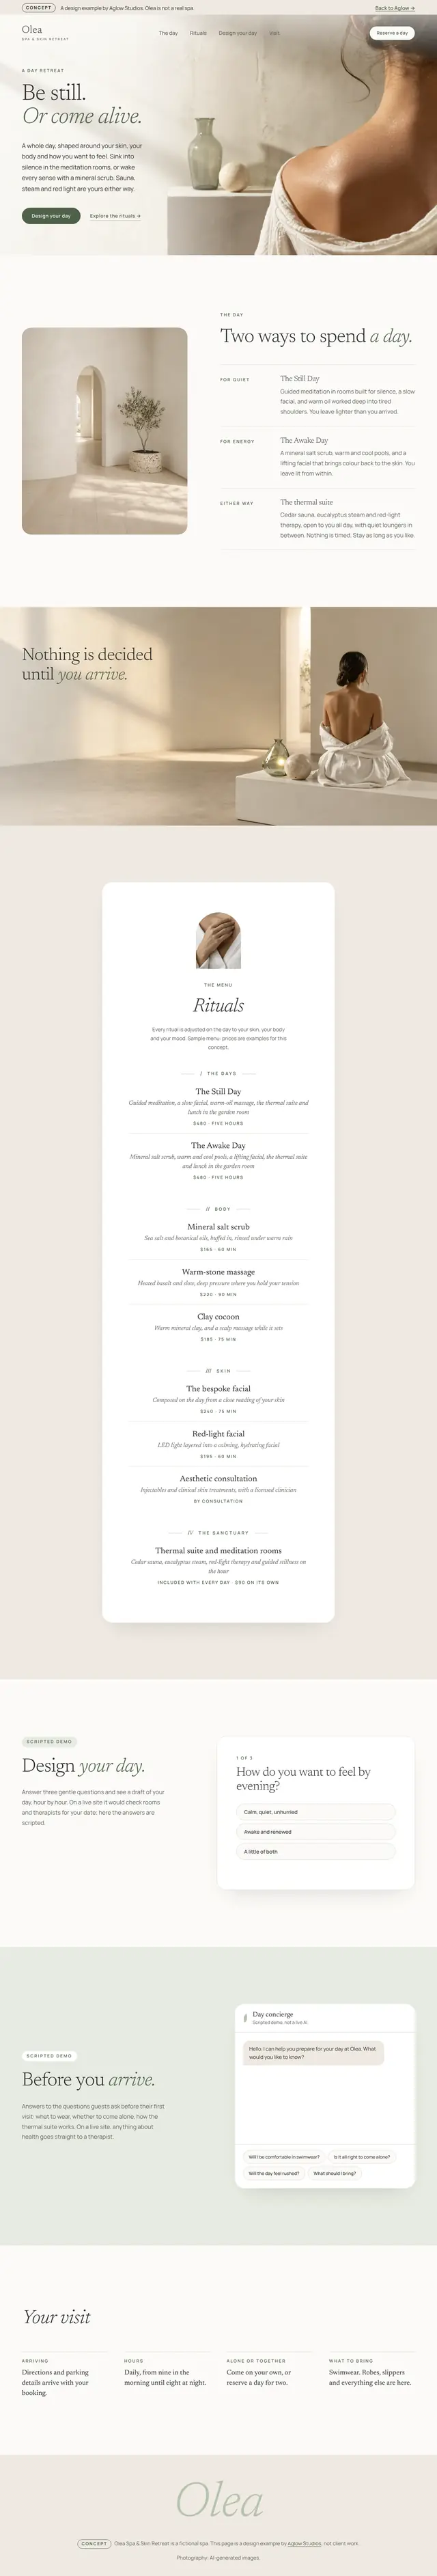 CONCEPT A design example by Aglow Studios. Olea is not a real spa.
Back to Aglow →
Olea
SPA & SKIN RETREAT
The day Rituals Design your day Visit
Reserve a day
A DAY RETREAT
Be still.
Or come alive.
A whole day, shaped around your skin, your
body and how you want to feel. Sink into
silence in the meditation rooms, or wake
every sense with a mineral scrub. Sauna,
steam and red light are yours either way.
Design your day
Explore the rituals →
THE DAY
Two ways to spend a day.
FOR QUIET
The Still Day
Guided meditation in rooms built for silence, a slow
facial, and warm oil worked deep into tired
shoulders. You leave lighter than you arrived.
FOR ENERGY
The Awake Day
A mineral salt scrub, warm and cool pools, and a
lifting facial that brings colour back to the skin. You
leave lit from within.
EITHER WAY
The thermal suite
Cedar sauna, eucalyptus steam and red-light
therapy, open to you all day, with quiet loungers in
between. Nothing is timed. Stay as long as you like.
Nothing is decided
until you arrive.
THE MENU
Rituals
Every ritual is adjusted on the day to your skin, your body
and your mood. Sample menu: prices are examples for this
concept.
I THE DAYS
The Still Day
Guided meditation, a slow facial, warm-oil massage, the thermal suite and
lunch in the garden room
$480 · FIVE HOURS
The Awake Day
Mineral salt scrub, warm and cool pools, a lifting facial, the thermal suite
and lunch in the garden room
$480 · FIVE HOURS
II BODY
Mineral salt scrub
Sea salt and botanical oils, buffed in, rinsed under warm rain
$165 · 60 MIN
Warm-stone massage
Heated basalt and slow, deep pressure where you hold your tension
$220 · 90 MIN
Clay cocoon
Warm mineral clay, and a scalp massage while it sets
$185 · 75 MIN
III SKIN
The bespoke facial
Composed on the day from a close reading of your skin
$240 · 75 MIN
Red-light facial
LED light layered into a calming, hydrating facial
$195 · 60 MIN
Aesthetic consultation
Injectables and clinical skin treatments, with a licensed clinician
BY CONSULTATION
IV THE SANCTUARY
Thermal suite and meditation rooms
Cedar sauna, eucalyptus steam, red-light therapy and guided stillness on
the hour
INCLUDED WITH EVERY DAY · $90 ON ITS OWN
SCRIPTED DEMO
Design your day.
Answer three gentle questions and see a draft of your
day, hour by hour. On a live site it would check rooms
and therapists for your date; here the answers are
scripted.
1 OF 3
How do you want to feel by
evening?
Calm, quiet, unhurried
Awake and renewed
A little of both
SCRIPTED DEMO
Before you arrive.
Answers to the questions guests ask before their first
visit: what to wear, whether to come alone, how the
thermal suite works. On a live site, anything about
health goes straight to a therapist.
Day concierge
Scripted demo, not a live AI.
Hello. I can help you prepare for your day at Olea. What
would you like to know?
Will I be comfortable in swimwear?
Is it all right to come alone?
Will the day feel rushed?
What should I bring?
Your visit
ARRIVING
Directions and parking
details arrive with your
booking.
HOURS
Daily, from nine in the
morning until eight at night.
ALONE OR TOGETHER
Come on your own, or
reserve a day for two.
WHAT TO BRING
Swimwear. Robes, slippers
and everything else are here.
Olea
CONCEPT Olea Spa & Skin Retreat is a fictional spa. This page is a design example by Aglow Studios, not client work.
Photography: AI-generated images.